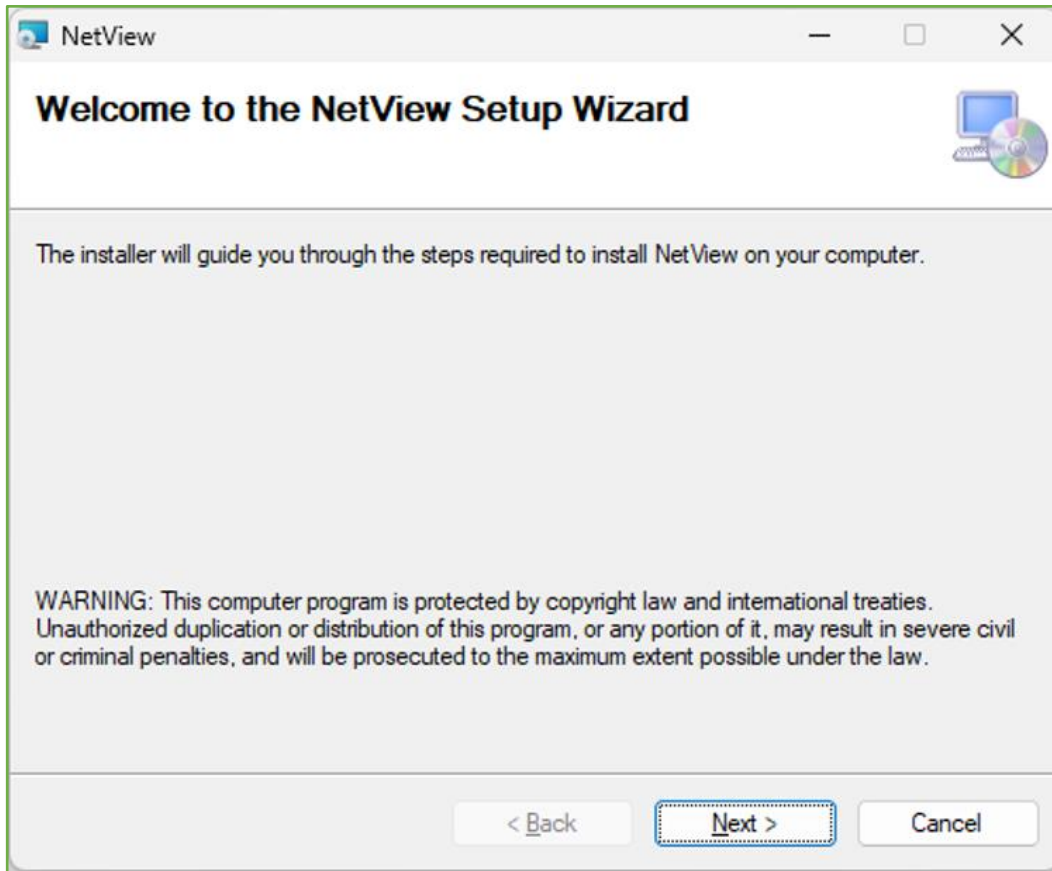 NetView
Welcome to the NetView Setup Wizard
The installer will guide you through the steps required to install NetView on your computer.
WARNING: This computer program is protected by copyright law and international treaties.
Unauthorized duplication or distribution of this program, or any portion of it, may result in severe civil
or criminal penalties, and will be prosecuted to the maximum extent possible under the law.
< Back
Next >
Cancel